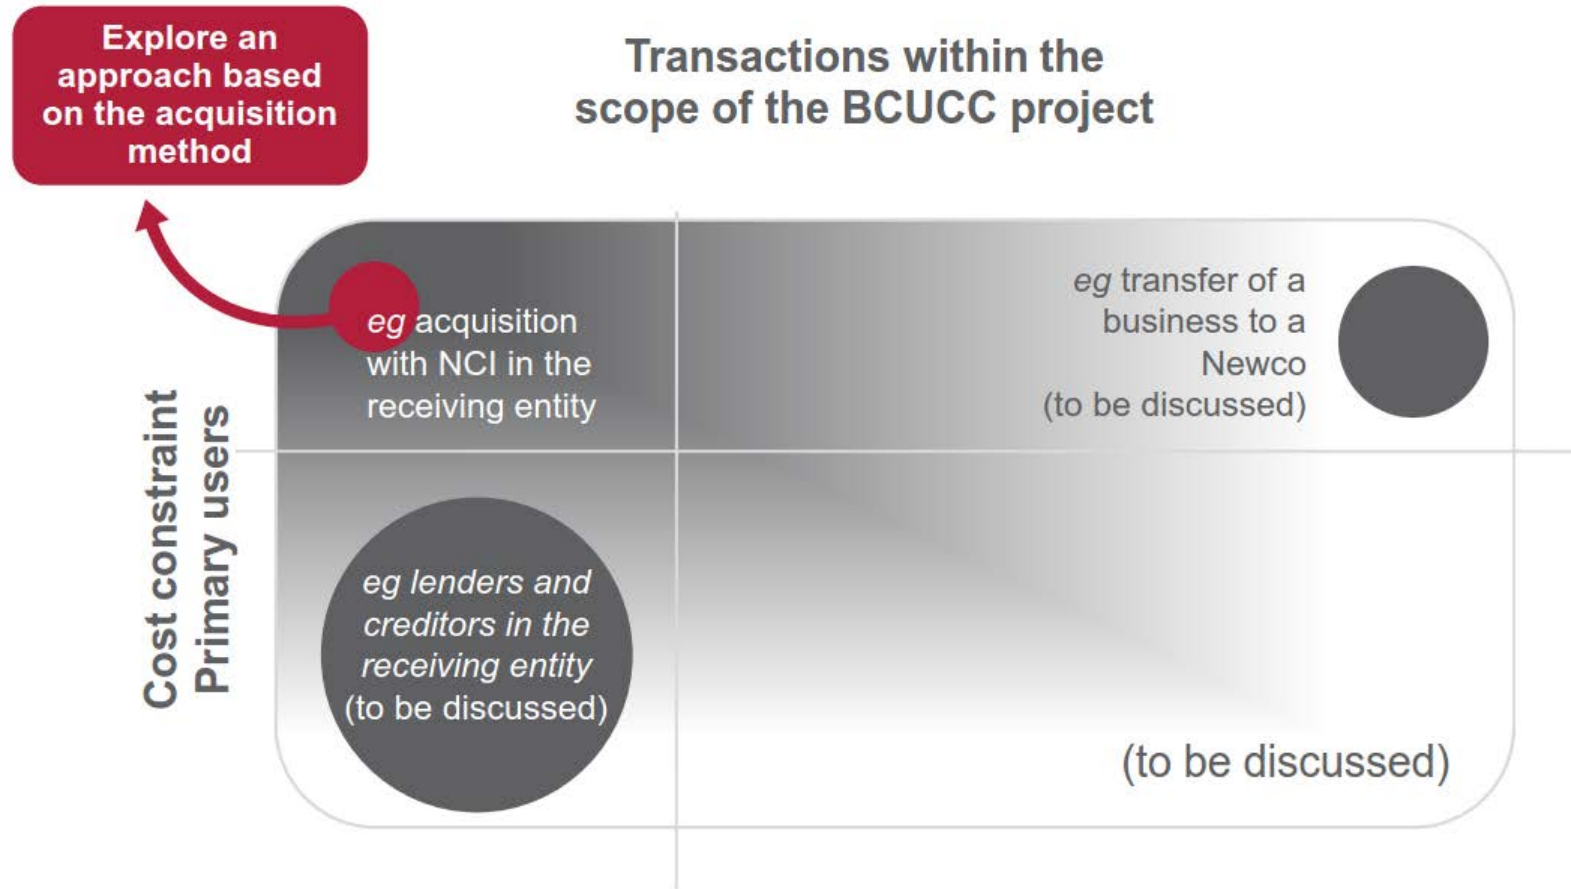 Explore an
approach based
on the acquisition
method
Transactions within the
scope of the BCUCC project
eg acquisition
with NCI in the
receiving entity
eg transfer of a
business to a
Newco
(to be discussed)
Cost constraint
Primary users
eg lenders and
creditors in the
receiving entity
(to be discussed)
(to be discussed)